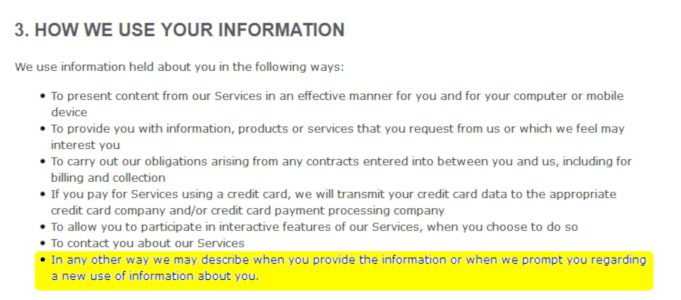 3. HOW WE USE YOUR INFORMATION
We use information held about you in the following ways:
• To present content from our Services in an effective manner for you and for your computer or mobile
device
• To provide you with information, products or services that you request from us or which we feel may
interest you
• To carry out our obligations arising from any contracts entered into between you and us, including for
billing and collection
• If you pay for Services using a credit card, we will transmit your credit card data to the appropriate
credit card company and/or credit card payment processing company
• To allow you to participate in interactive features of our Services, when you choose to do so
• To contact you about our Services
• In any other way we may describe when you provide the information or when we prompt you regarding
a new use of information about you.